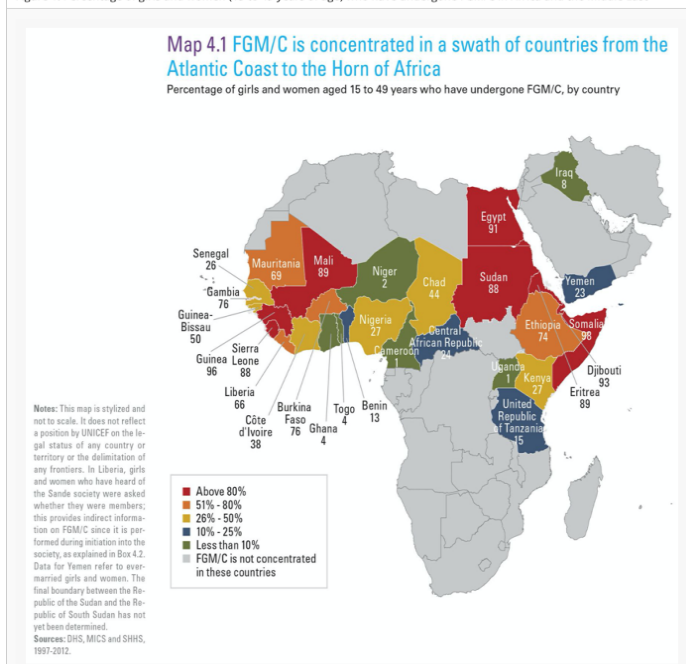 Map 4.1 FGM/C is concentrated in a swath of countries from the
Atlantic Coast to the Horn of Africa
Percentage of girls and women aged 15 to 49 years who have undergone FGM/C, by country
Iraq
8
Egypt
91
Senegal
26
Mauritania
69
Mali
89
Niger
2
Chad
44
Sudan
88
Yemen
23
Gambia
76
Guinea-
Bissau
50
Nigeria
27
Ethiopia
74
Somalia
98
Central
African Republic
24
Cameroon
1
Guinea
96
Sierra
Leone
88
Uganda
1
Kenya
27
Djibouti
93
Eritrea
89
Liberia
66
Côte
d'Ivoire
38
Burkina
Faso
76
Ghana
4
Togo
4
Benin
13
United
Republic
of Tanzania
15
Notes: This map is stylized and
not to scale. It does not reflect
a position by UNICEF on the le-
gal status of any country or
territory or the delimitation of
any frontiers. In Liberia, girls
and women who have heard of
the Sande society were asked
whether they were members;
this provides indirect informa-
tion on FGM/C since it is per-
formed during initiation into the
society, as explained in Box 4.2.
Data for Yemen refer to ever-
married girls and women. The
final boundary between the Re-
public of the Sudan and the Re-
public of South Sudan has not
yet been determined.
Sources: DHS, MICS and SHHS,
1997-2012.
Above 80%
51% - 80%
26% - 50%
10% - 25%
Less than 10%
FGM/C is not concentrated
in these countries